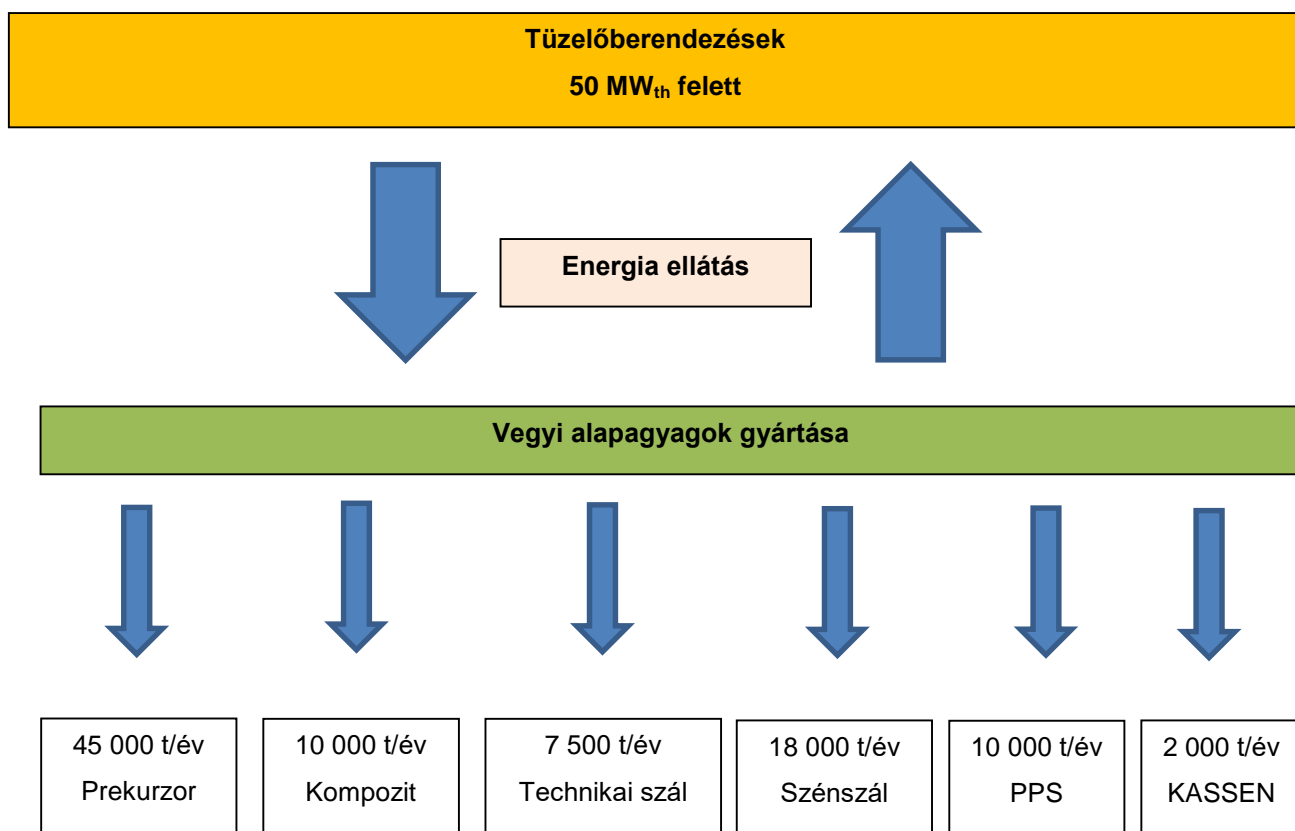 Tüzelőberendezések
50 MWth felett
Energia ellátás
Vegyi alapagyagok gyártása
45 000 t/év
Prekurzor
10 000 t/év
Kompozit
7 500 t/év
Technikai szál
18 000 t/év
Szénszál
10 000 t/év
PPS
2 000 t/év
KASSEN